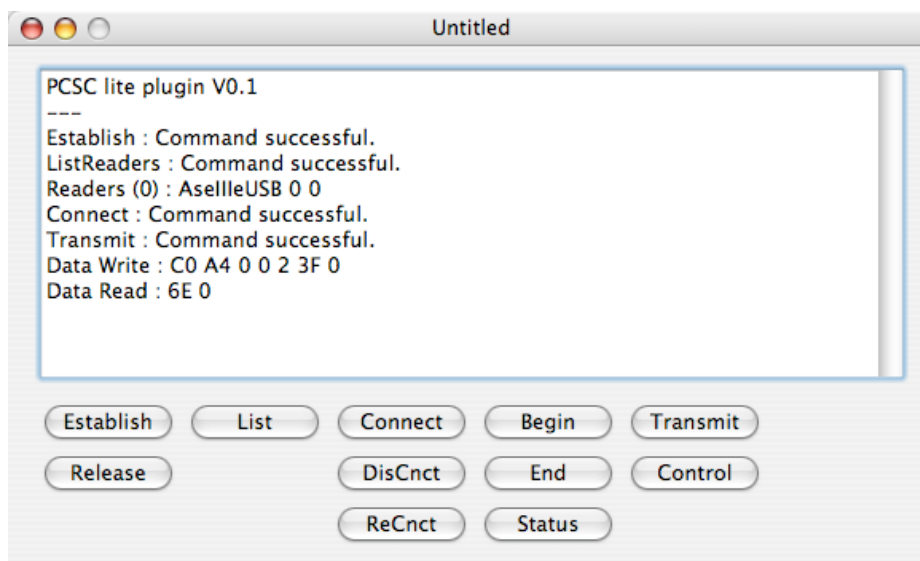 Untitled
PCSC lite plugin V0.1
---
Establish : Command successful.
ListReaders : Command successful.
Readers (0) : AseIIIeUSB 0 0
Connect : Command successful.
Transmit : Command successful.
Data Write : C0 A4 0 0 2 3F 0
Data Read : 6E 0
Establish List Connect Begin Transmit
Release DisCnct End Control
ReCnct Status